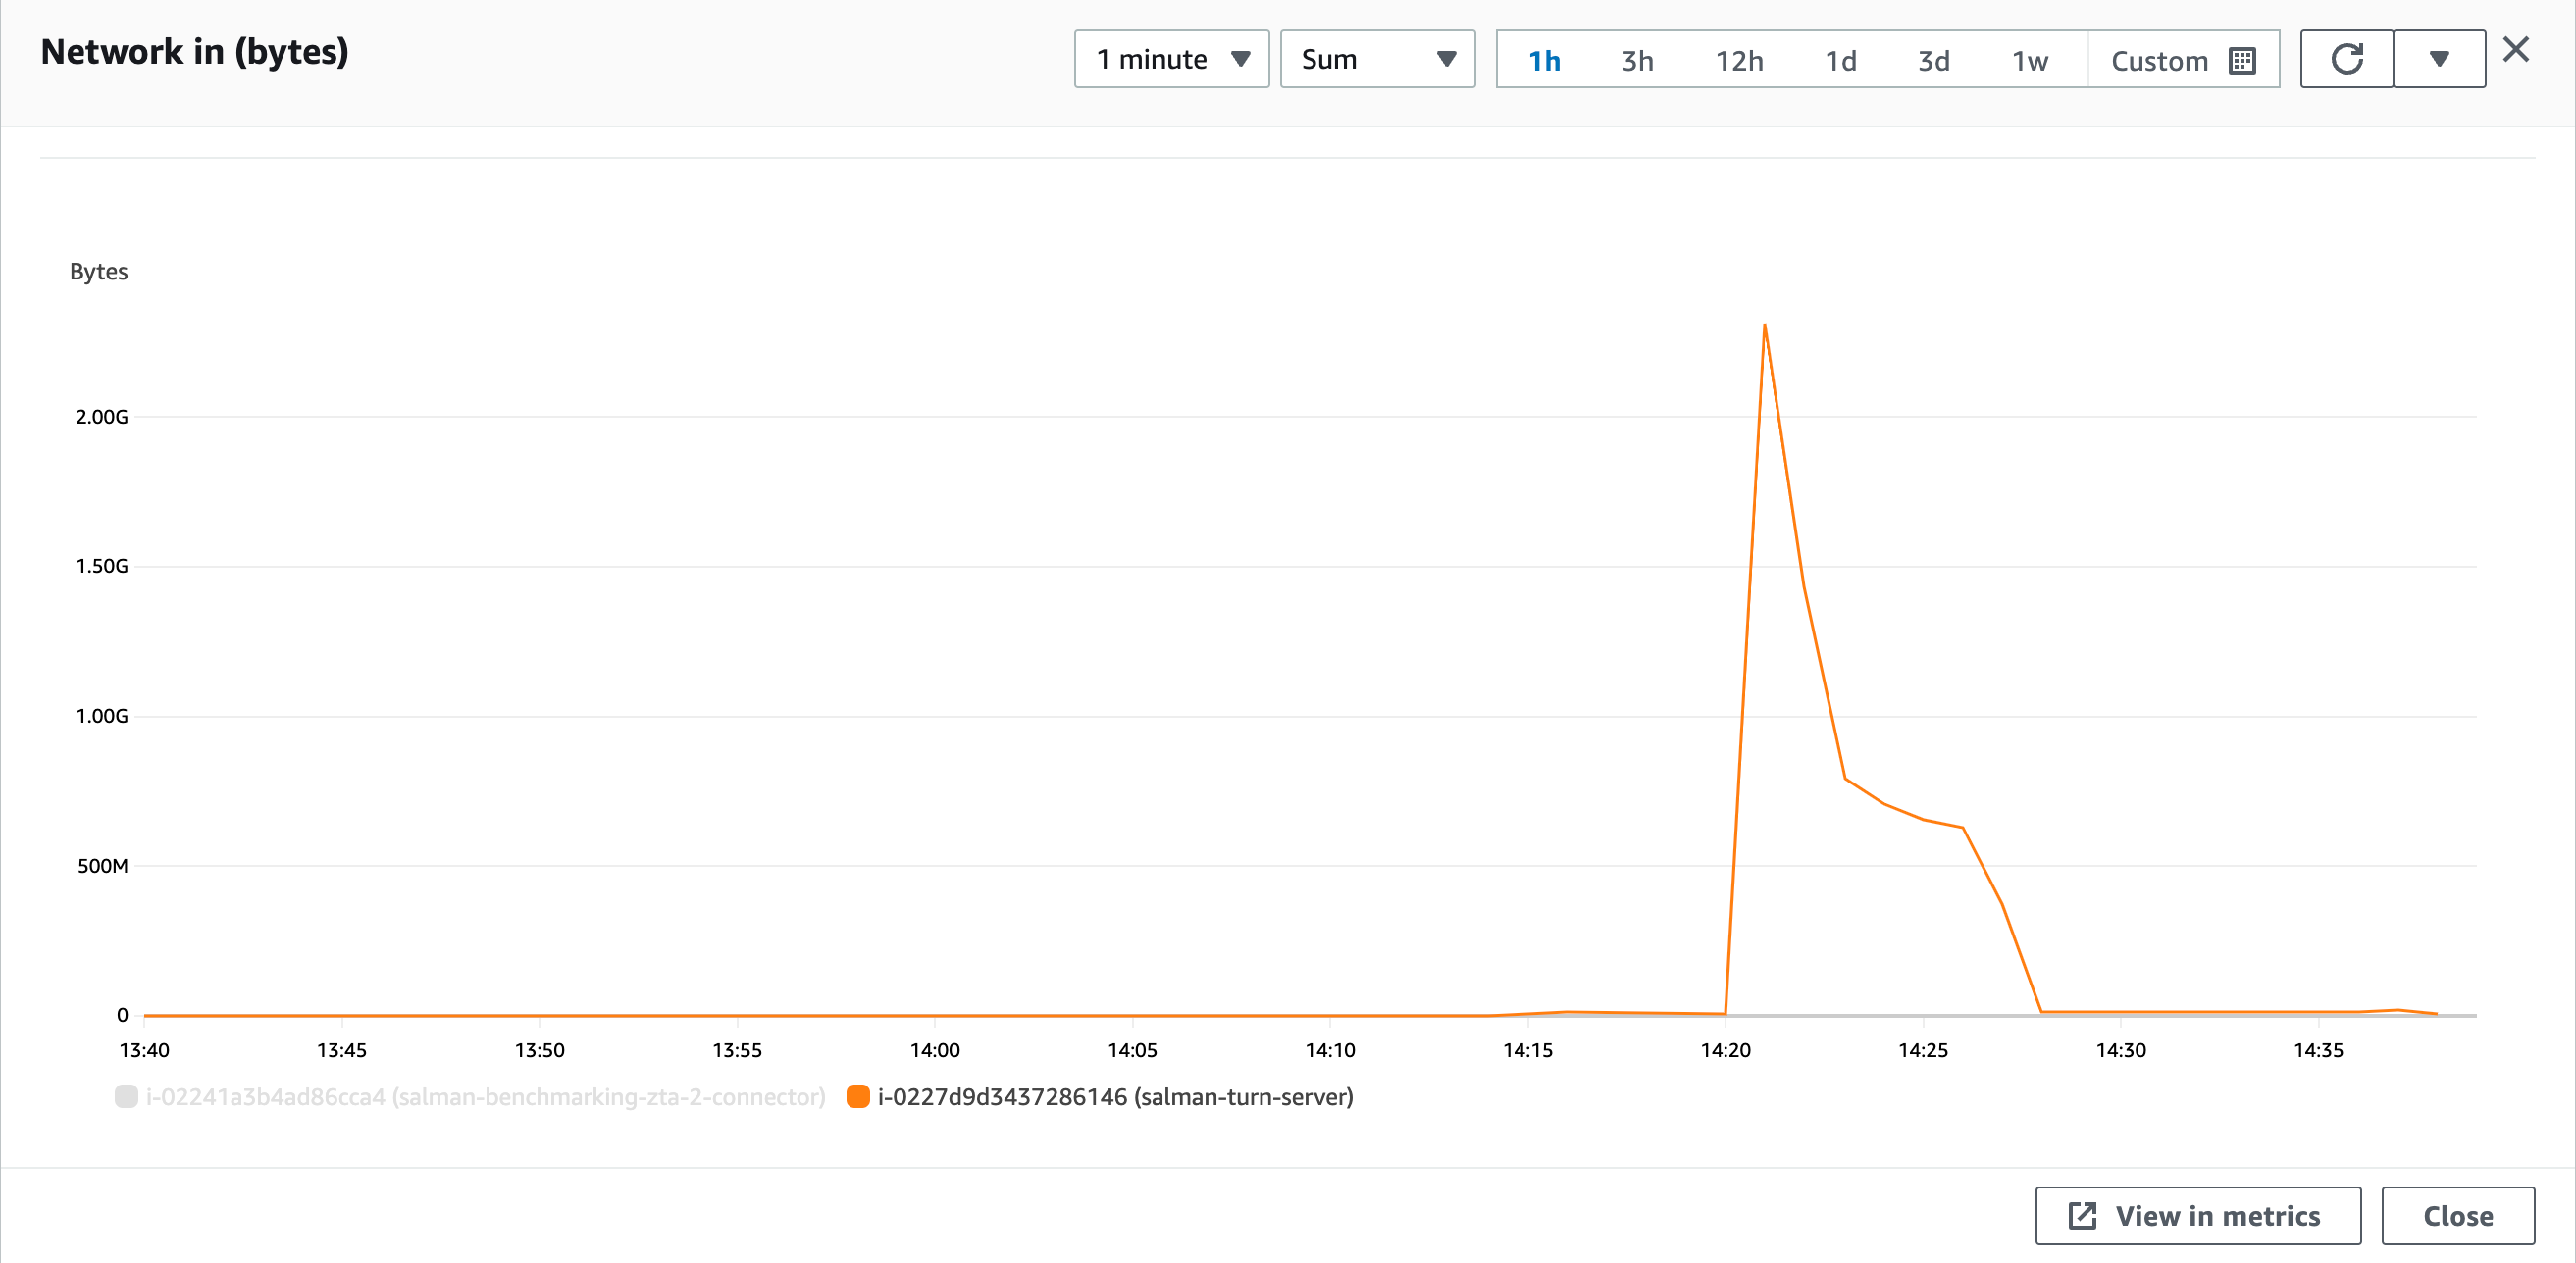 Network in (bytes)
1 minute
Sum
1h 3h 12h 1d 3d 1w Custom
Bytes
2.00G
1.50G
1.00G
500M
0
13:40 13:45 13:50 13:55 14:00 14:05 14:10 14:15 14:20 14:25 14:30 14:35
i-02241a3b4ad86cca4 (salman-benchmarking-zta-2-connector) i-0227d9d3437286146 (salman-turn-server)
View in metrics Close